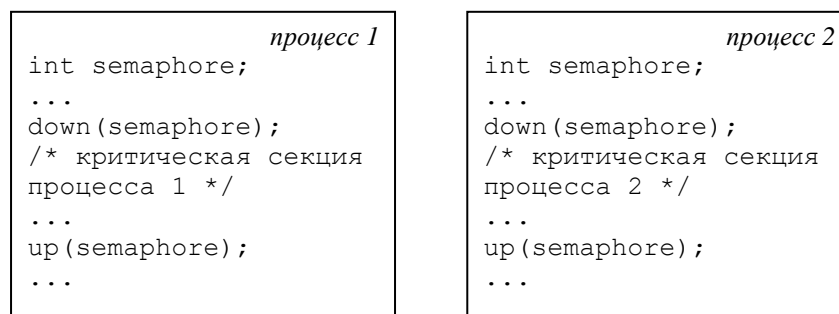 процесс 1
int semaphore;
...
down(semaphore);
/* критическая секция
процесса 1 */
...
up(semaphore);
...
процесс 2
int semaphore;
...
down(semaphore);
/* критическая секция
процесса 2 */
...
up(semaphore);
...